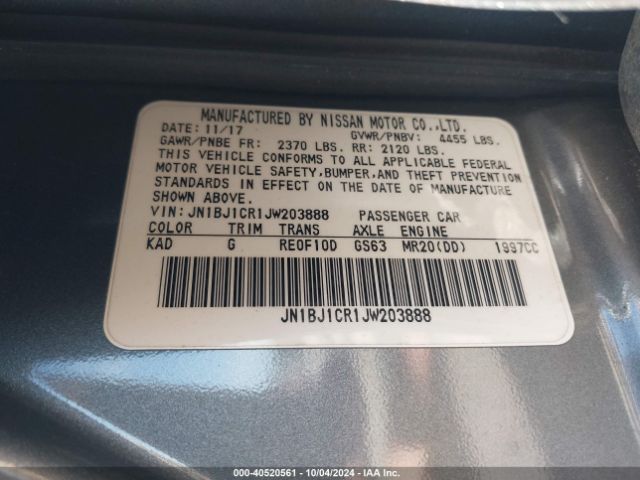 MANUFACTURED BY NISSAN MOTOR CO.,LTD.
DATE: 11/17 GVWR/PNBV: 4455 LBS.
GAWR/PNBE FR: 2370 LBS. RR: 2120 LBS.
THIS VEHICLE CONFORMS TO ALL APPLICABLE FEDERAL
MOTOR VEHICLE SAFETY,BUMPER,AND THEFT PREVENTION
STANDARDS IN EFFECT ON THE DATE OF MANUFACTURE
SHOWN ABOVE.
VIN: JN1BJ1CR1JW203888 PASSENGER CAR
COLOR TRIM TRANS AXLE ENGINE
KAD G RE0F10D GS63 MR20(DD) 1997CC
JN1BJ1CR1JW203888
000-40520561 - 10/04/2024 - IAA Inc.